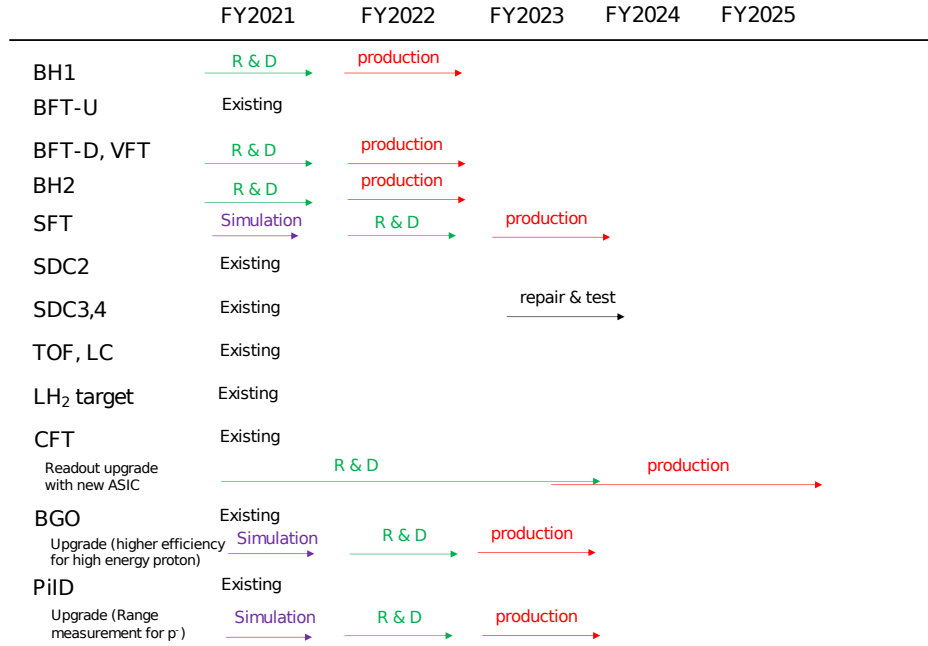 FY2021 FY2022 FY2023 FY2024 FY2025
BH1 R & D production
BFT-U Existing
BFT-D, VFT R & D production
BH2 R & D production
SFT Simulation R & D production
SDC2 Existing
SDC3,4 Existing repair & test
TOF, LC Existing
LH₂ target Existing
CFT Existing
Readout upgrade R & D production
with new ASIC
BGO Existing
Upgrade (higher efficiency Simulation R & D production
for high energy proton)
PiID Existing
Upgrade (Range Simulation R & D production
measurement for p⁻)